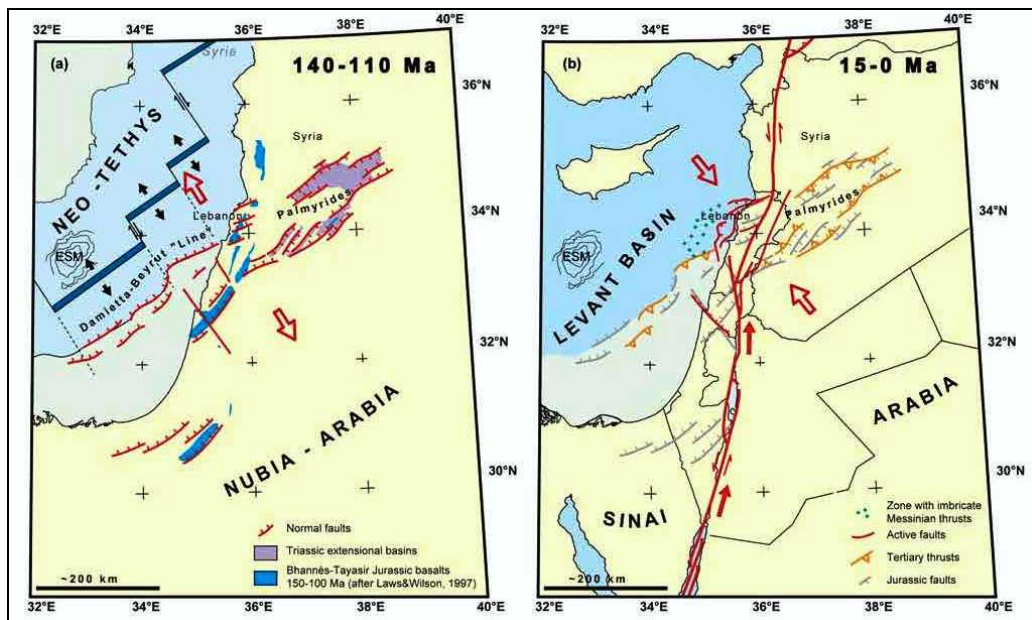 32°E 34°E 36°E 38°E 40°E
(a)
Syria
140-110 Ma
36°N
NEO-TETHYS
Syria
Lebanon
Palmyrides
34°N
ESM
Damietta-Beyrut "Line"
32°N
NUBIA - ARABIA
30°N
Normal faults
Triassic extensional basins
Bhannès-Tayasir Jurassic basalts
150-100 Ma (after Laws&Wilson, 1997)
~200 km
32°E 34°E 36°E 38°E 40°E
32°E 34°E 36°E 38°E 40°E
(b)
15-0 Ma
36°N
Syria
Lebanon
Palmyrides
34°N
ESM
LEVANT BASIN
32°N
ARABIA
30°N
SINAI
Zone with imbricate
Messinian thrusts
Active faults
Tertiary thrusts
Jurassic faults
~200 km
32°E 34°E 36°E 38°E 40°E